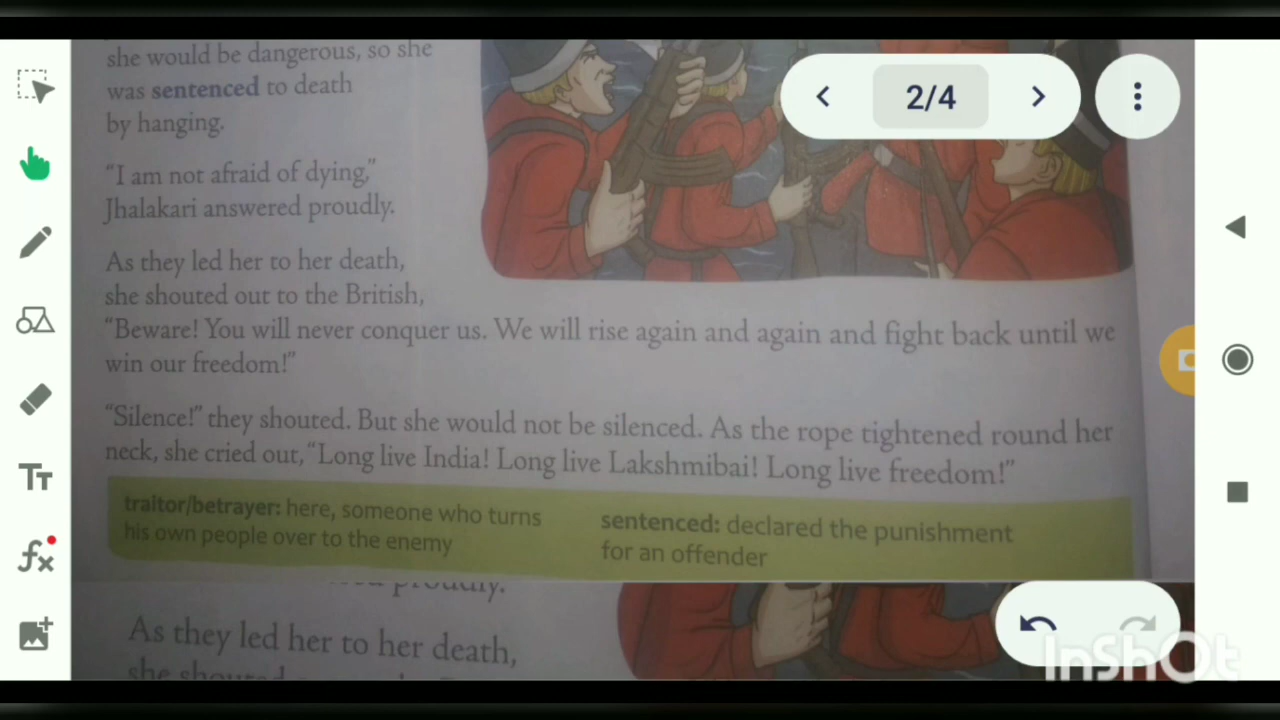 she would be dangerous, so she
was sentenced to death
by hanging.
"I am not afraid of dying,"
Jhalakari answered proudly.
As they led her to her death,
she shouted out to the British,
"Beware! You will never conquer us. We will rise again and again and fight back until we
win our freedom!"
"Silence!" they shouted. But she would not be silenced. As the rope tightened round her
neck, she cried out, "Long live India! Long live Lakshmibai! Long live freedom!"
traitor/betrayer: here, someone who turns
his own people over to the enemy
sentenced: declared the punishment
for an offender
proudly.
As they led her to her death,
she shouted
2/4
Tт
fx
InShOt